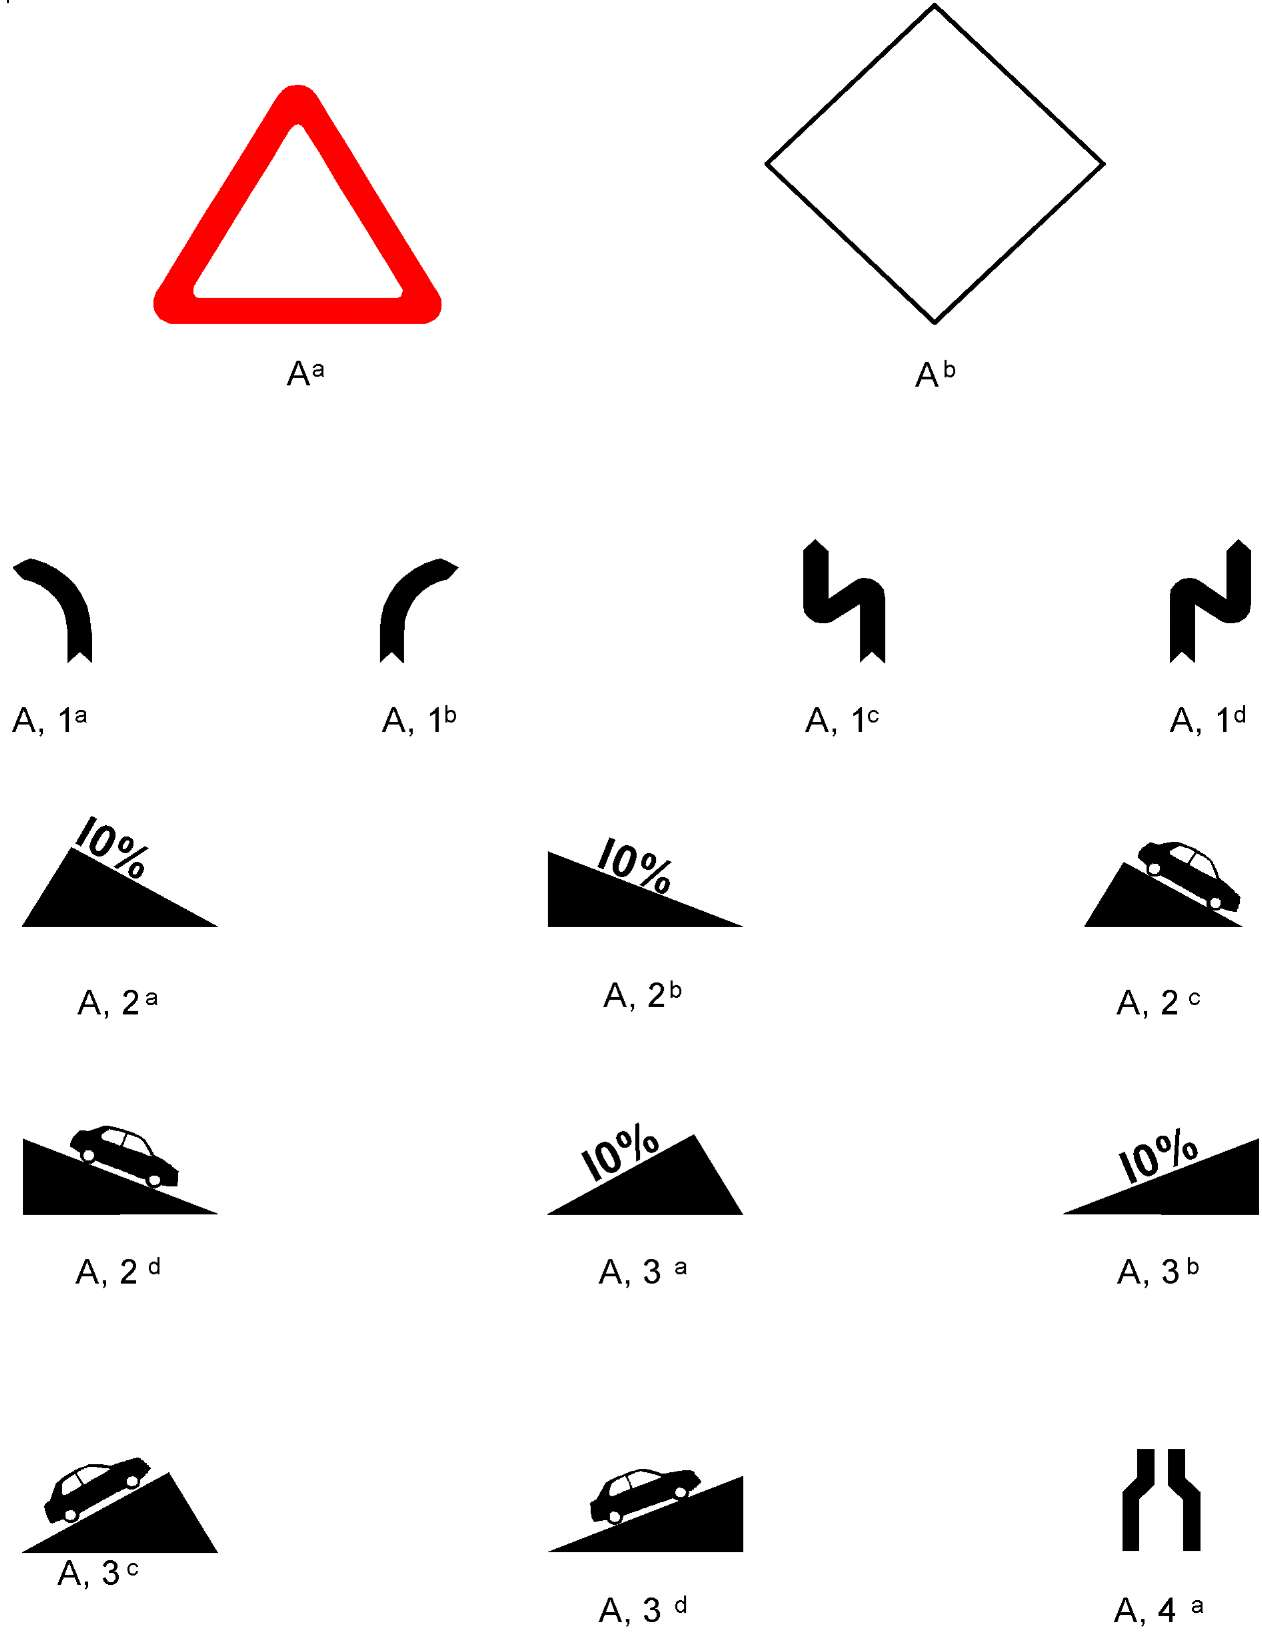 Aᵃ Aᵇ
A, 1ᵃ A, 1ᵇ A, 1ᶜ A, 1ᵈ
10% 10%
A, 2ᵃ A, 2ᵇ A, 2ᶜ
10% 10%
A, 2ᵈ A, 3ᵃ A, 3ᵇ
A, 3ᶜ A, 3ᵈ A, 4ᵃ